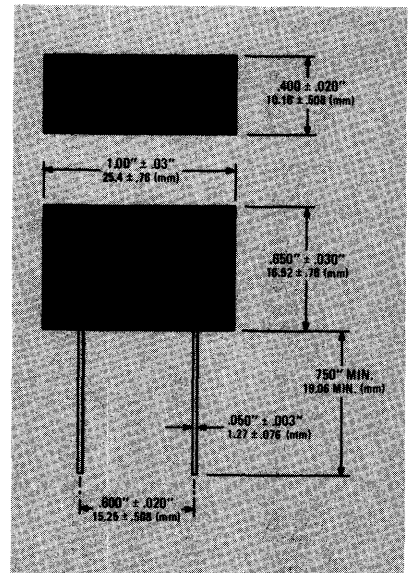 .400 ± .020"
10.16 ± .508 (mm)
1.00" ± .03"
25.4 ± .76 (mm)
.650" ± .030"
16.52 ± .76 (mm)
.750" MIN.
19.05 MIN. (mm)
.050" ± .003"
1.27 ± .076 (mm)
.600" ± .020"
15.25 ± .508 (mm)